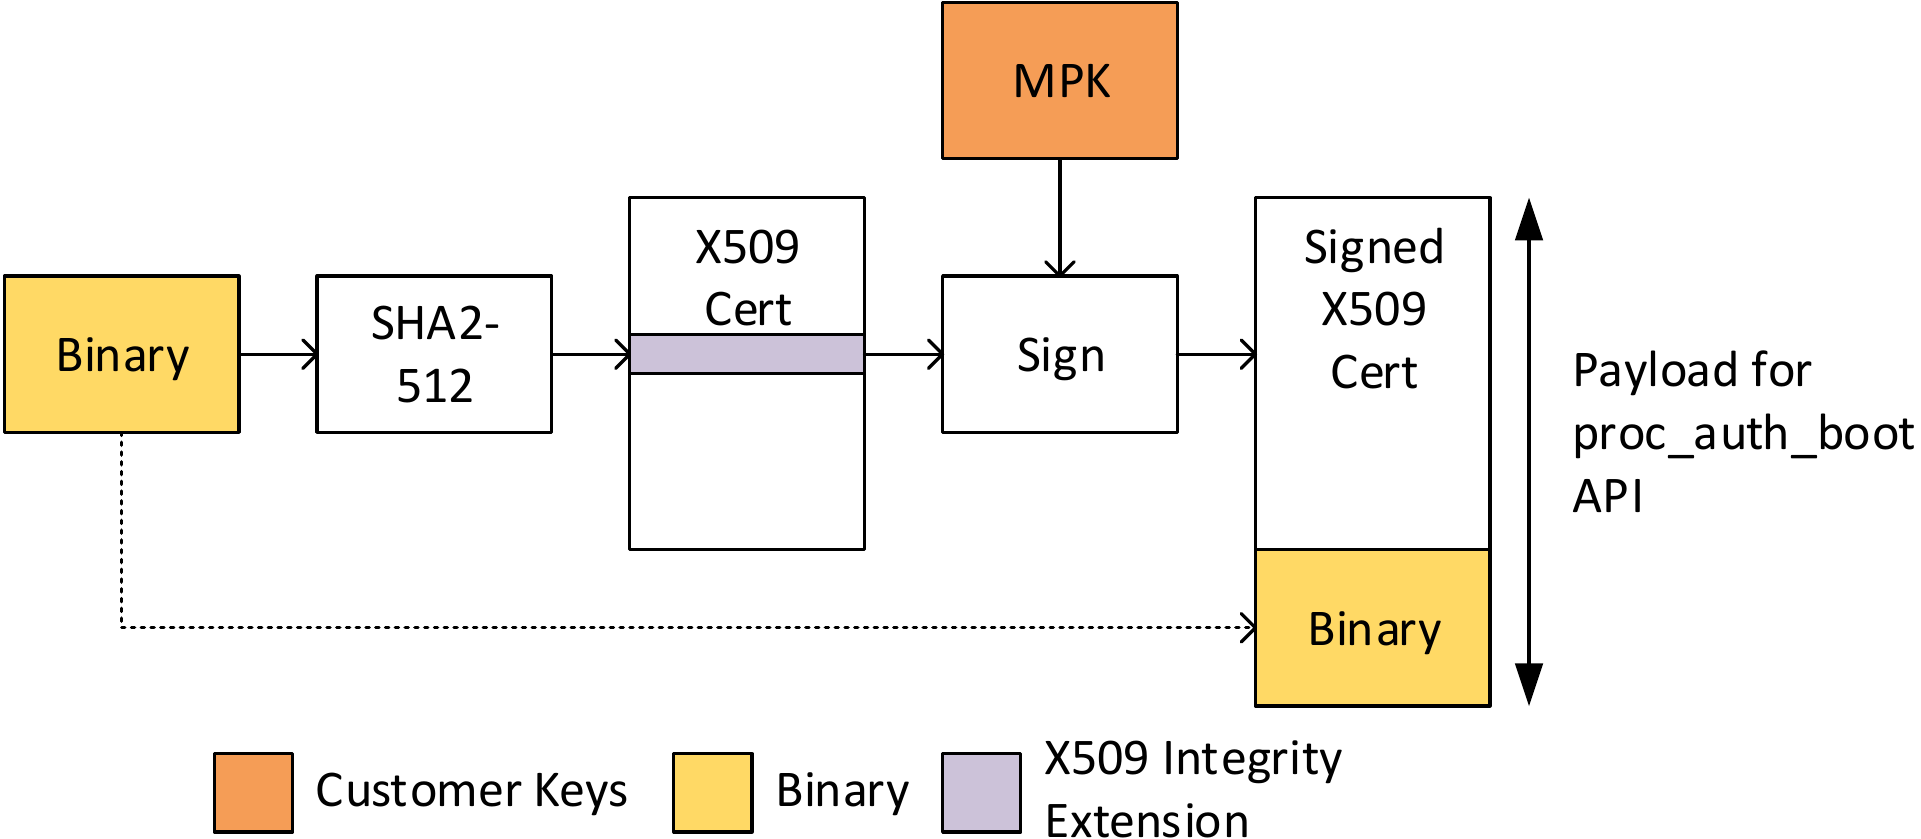 MPK
X509
Cert
Signed
X509
Cert
Binary
SHA2-
512
Sign
Payload for
proc_auth_boot
API
Binary
Customer Keys
Binary
X509 Integrity
Extension